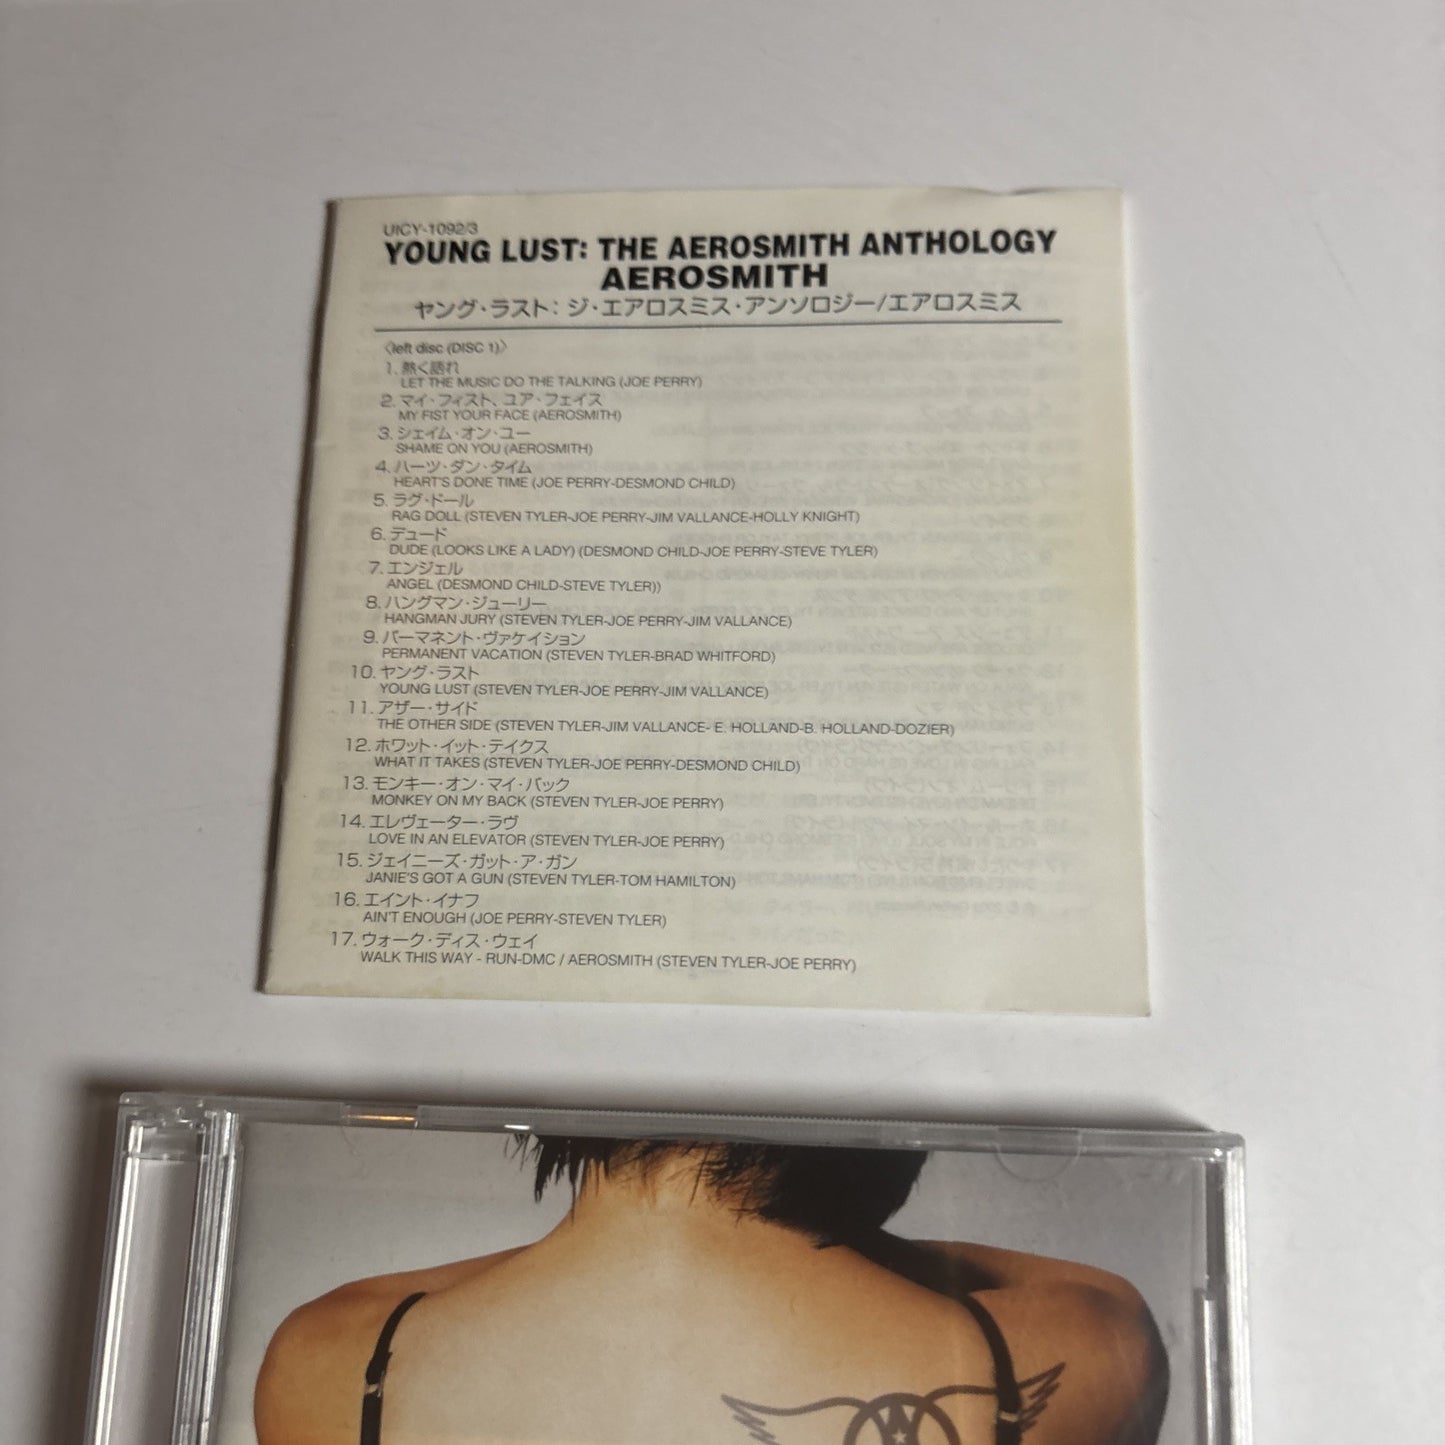 UICY-1092/3
YOUNG LUST: THE AEROSMITH ANTHOLOGY
AEROSMITH
ヤング・ラスト: ジ・エアロスミス・アンソロジー/エアロスミス
〈left disc (DISC 1)〉
1. 熱く語れ
LET THE MUSIC DO THE TALKING (JOE PERRY)
2. マイ・フィスト、ユア・フェイス
MY FIST YOUR FACE (AEROSMITH)
3. シェイム・オン・ユー
SHAME ON YOU (AEROSMITH)
4. ハーツ・ダン・タイム
HEART'S DONE TIME (JOE PERRY-DESMOND CHILD)
5. ラグ・ドール
RAG DOLL (STEVEN TYLER-JOE PERRY-JIM VALLANCE-HOLLY KNIGHT)
6. デュード
DUDE (LOOKS LIKE A LADY) (DESMOND CHILD-JOE PERRY-STEVE TYLER)
7. エンジェル
ANGEL (DESMOND CHILD-STEVE TYLER))
8. ハングマン・ジューリー
HANGMAN JURY (STEVEN TYLER-JOE PERRY-JIM VALLANCE)
9. パーマネント・ヴァケイション
PERMANENT VACATION (STEVEN TYLER-BRAD WHITFORD)
10. ヤング・ラスト
YOUNG LUST (STEVEN TYLER-JOE PERRY-JIM VALLANCE)
11. アザー・サイド
THE OTHER SIDE (STEVEN TYLER-JIM VALLANCE- E. HOLLAND-B. HOLLAND-DOZIER)
12. ホワット・イット・テイクス
WHAT IT TAKES (STEVEN TYLER-JOE PERRY-DESMOND CHILD)
13. モンキー・オン・マイ・バック
MONKEY ON MY BACK (STEVEN TYLER-JOE PERRY)
14. エレヴェーター・ラヴ
LOVE IN AN ELEVATOR (STEVEN TYLER-JOE PERRY)
15. ジェイニーズ・ガット・ア・ガン
JANIE'S GOT A GUN (STEVEN TYLER-TOM HAMILTON)
16. エイント・イナフ
AIN'T ENOUGH (JOE PERRY-STEVEN TYLER)
17. ウォーク・ディス・ウェイ
WALK THIS WAY - RUN-DMC / AEROSMITH (STEVEN TYLER-JOE PERRY)